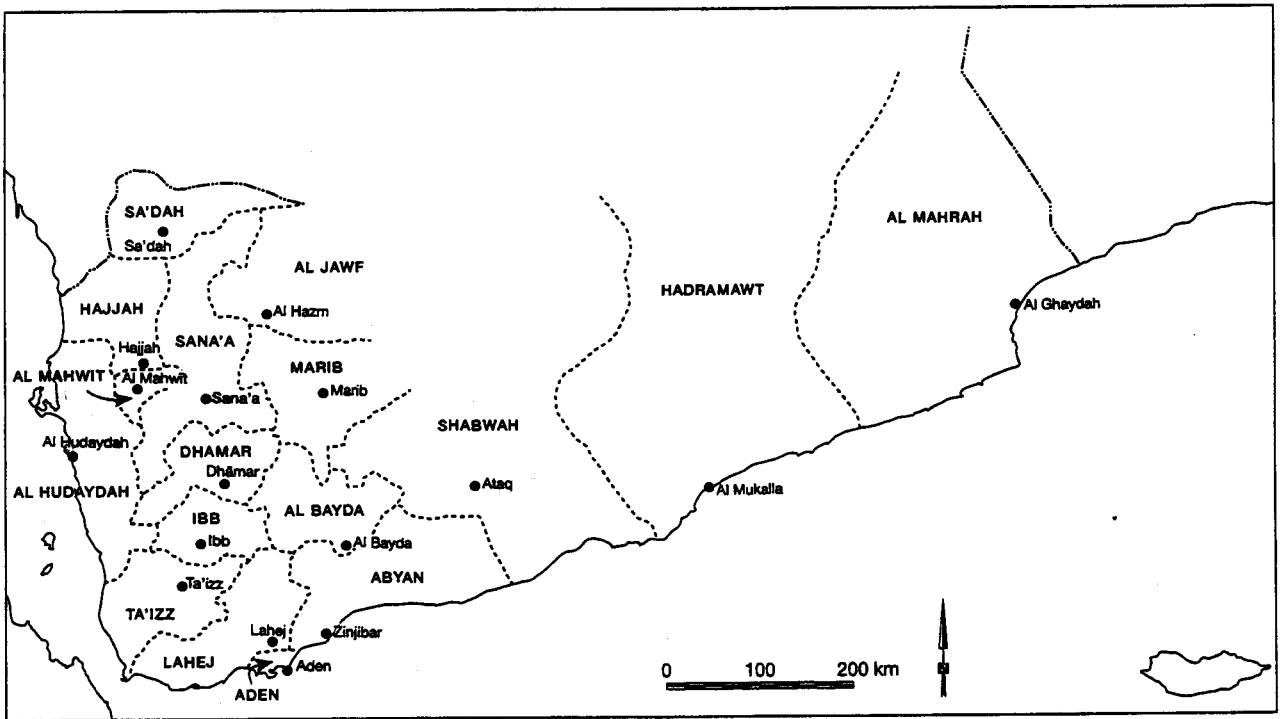 SA'DAH
Sa'dah
AL MAHRAH
AL JAWF
HADRAMAWT
HAJJAH
Al Hazm
Al Ghaydah
SANA'A
Hajjah
MARIB
AL MAHWIT
Al Mahwit
Marib
Sana'a
SHABWAH
Al Hudaydah
DHAMAR
Dhāmar
Ataq
Al Mukalla
AL HUDAYDAH
IBB
AL BAYDA
Ibb
Al Bayda
ABYAN
Ta'izz
TA'IZZ
Lahej
Zinjibar
LAHEJ
Aden
ADEN
0 100 200 km
N